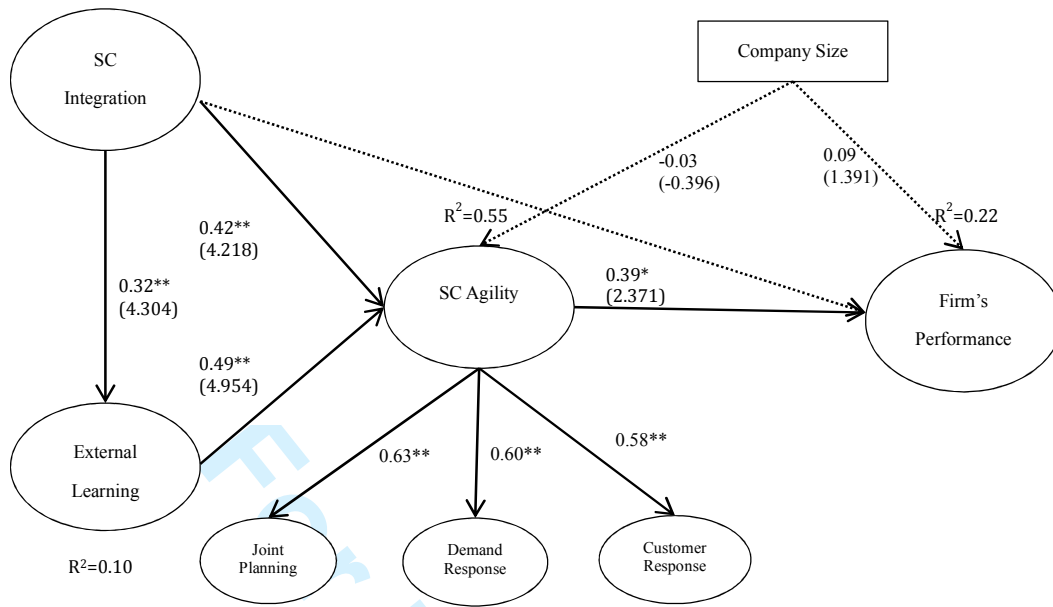 SC
Integration
Company Size
-0.03
(-0.396)
0.09
(1.391)
R²=0.55
R²=0.22
0.42**
(4.218)
0.32**
(4.304)
SC Agility
0.39*
(2.371)
Firm's
Performance
0.49**
(4.954)
External
Learning
0.63**
0.60**
0.58**
Joint
Planning
Demand
Response
Customer
Response
R²=0.10
For